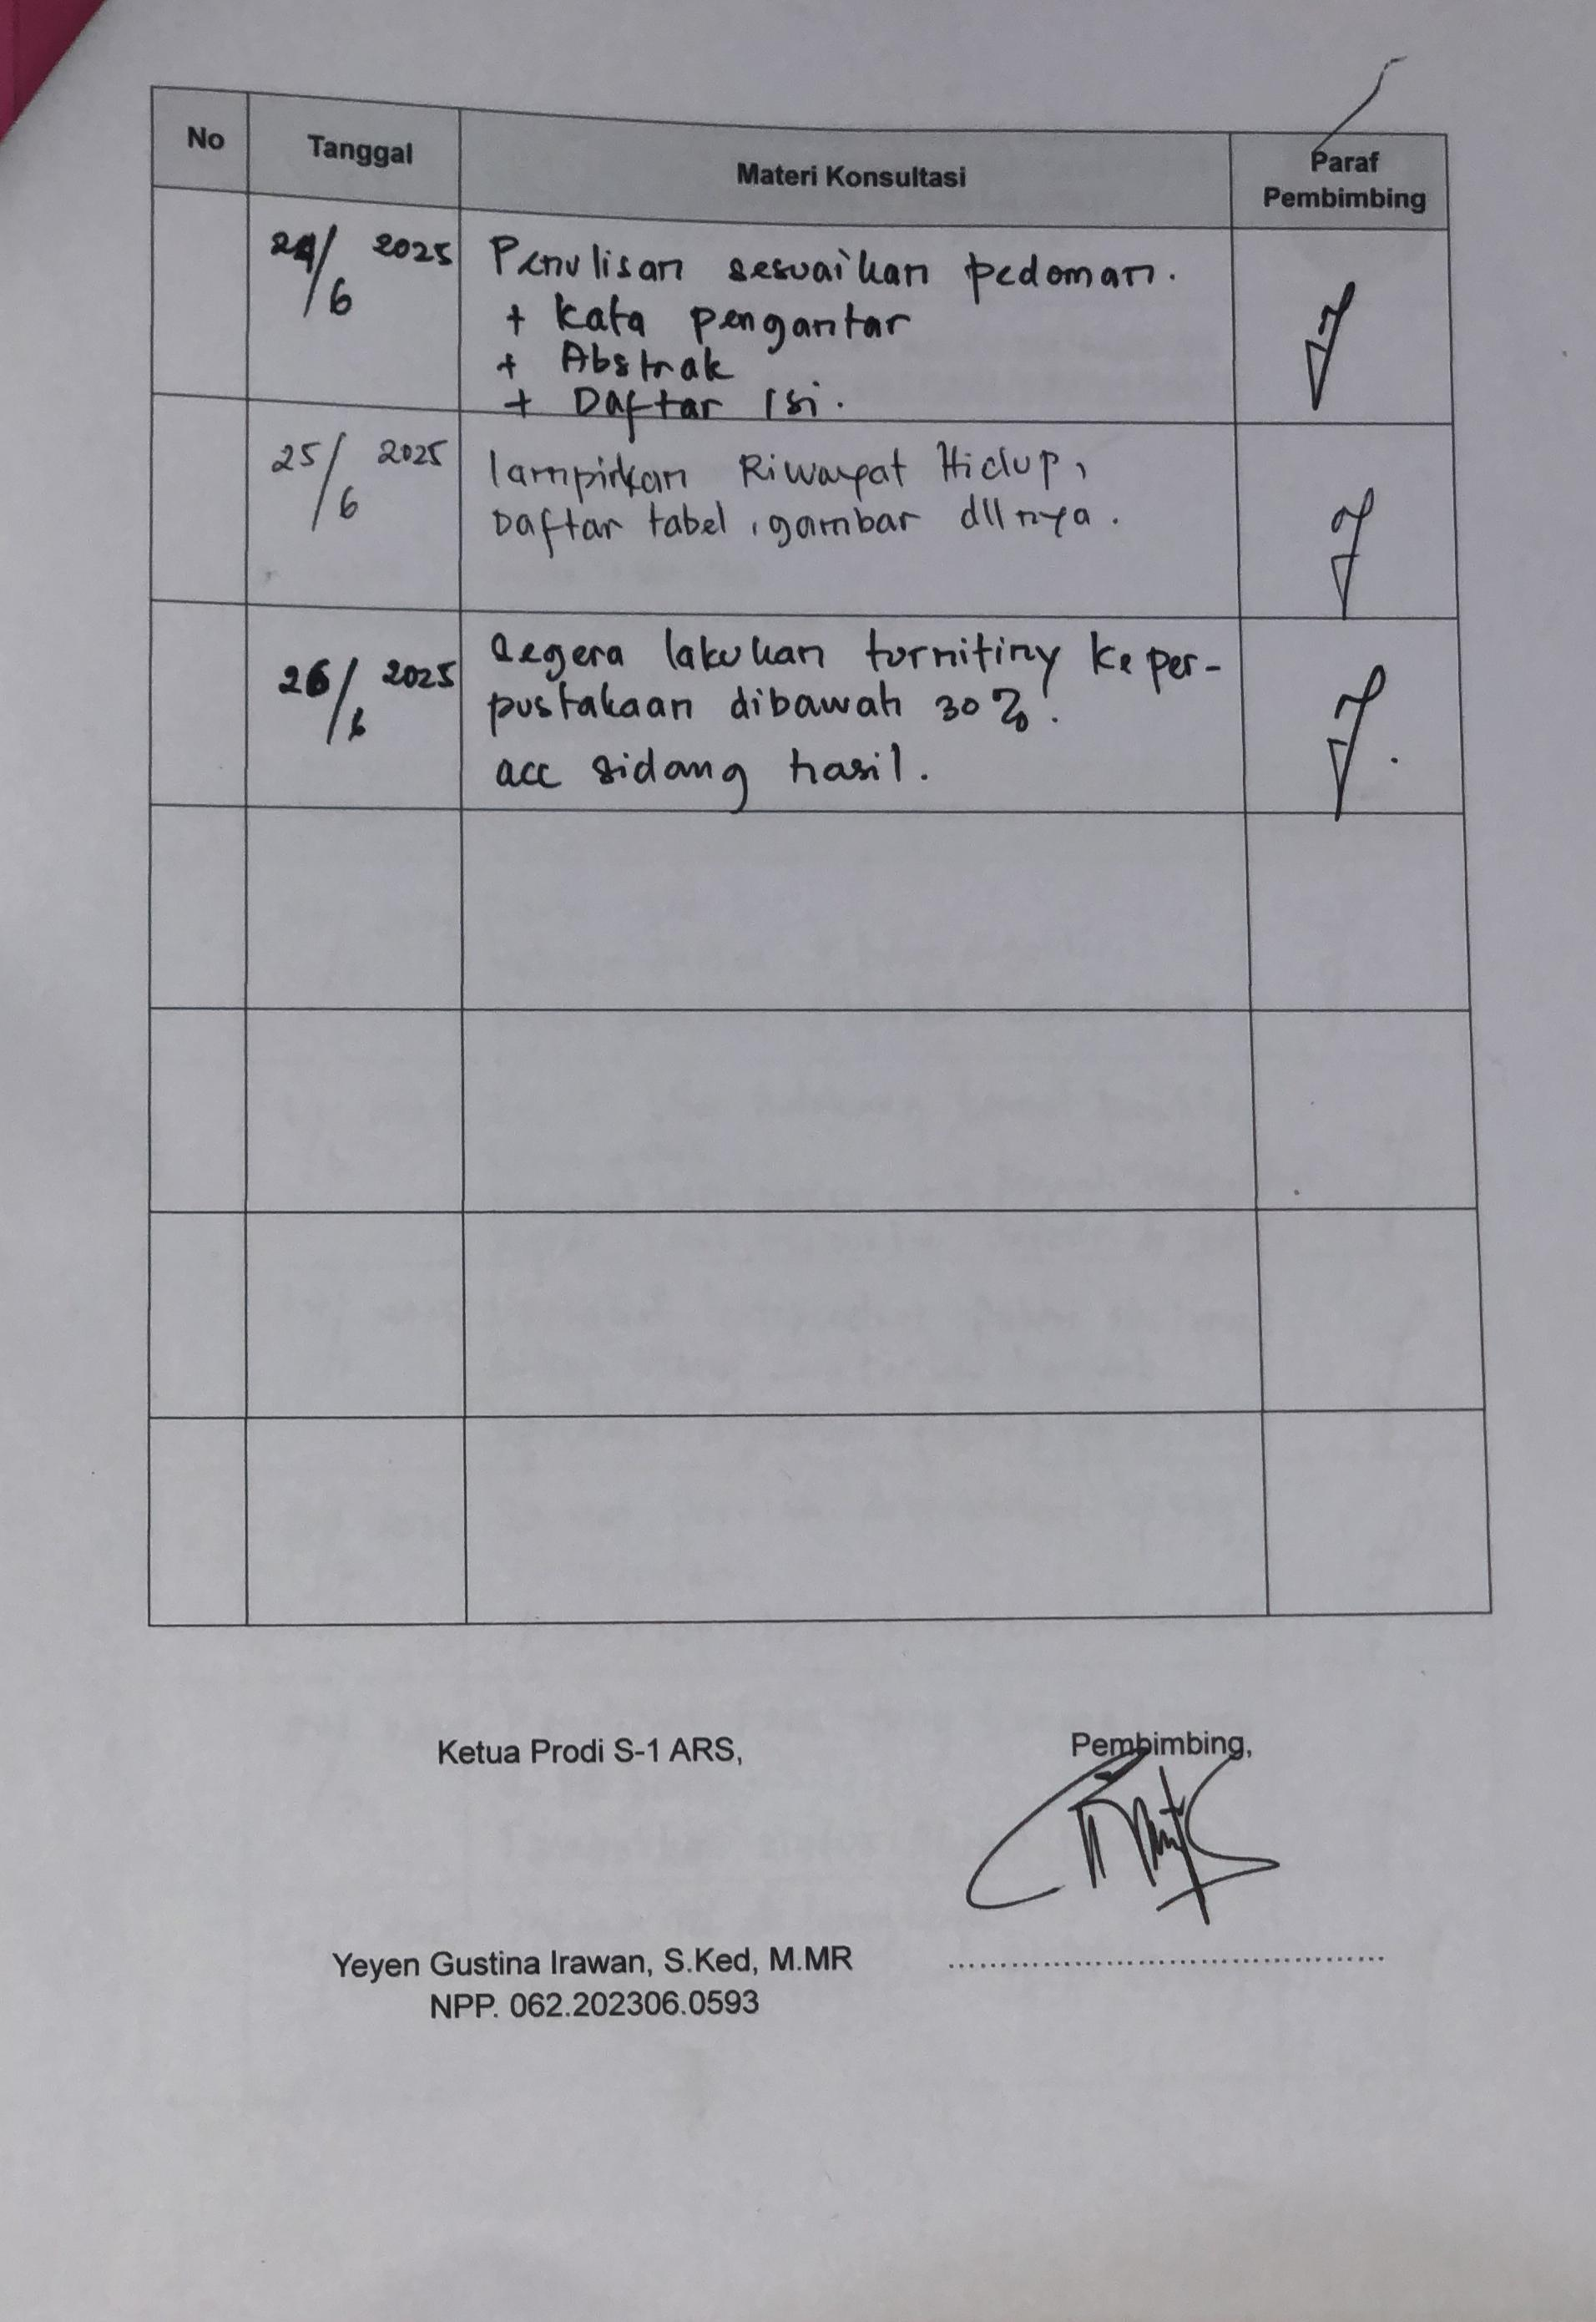 No Tanggal Materi Konsultasi Paraf Pembimbing
24/6 2025 Penulisan sesuaikan pedoman.
+ Kata pengantar
+ Abstrak
+ Daftar Isi.
25/6 2025 lampirkan Riwayat Hidup,
Daftar tabel, gambar dllnya.
26/6 2025 Segera lakukan turnitiny ke per-
pustakaan dibawah 30%.
acc sidang hasil.
Ketua Prodi S-1 ARS,
Pembimbing,
Yeyen Gustina Irawan, S.Ked, M.MR
NPP. 062.202306.0593